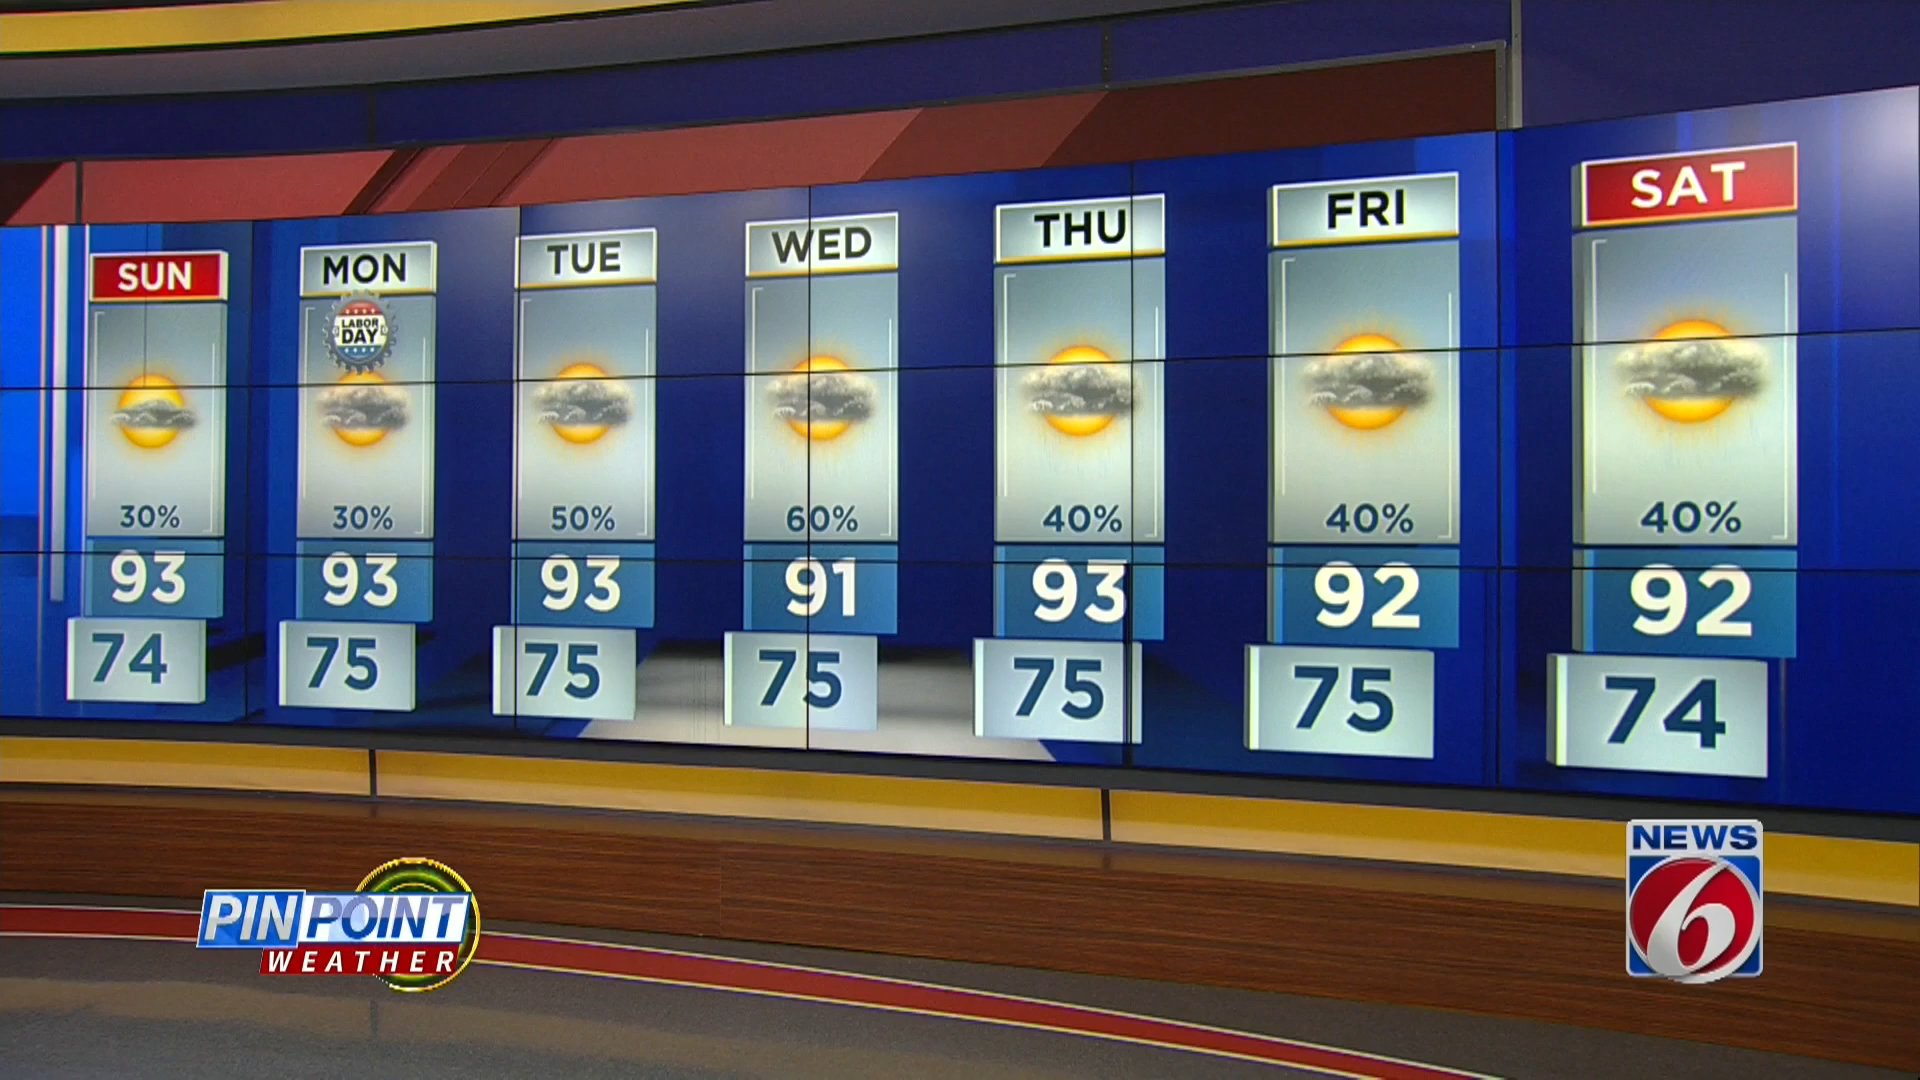 SUN
MON
TUE
WED
THU
FRI
SAT
LABOR
DAY
30%
30%
50%
60%
40%
40%
40%
93
93
93
91
93
92
92
74
75
75
75
75
75
74
PINPOINT
WEATHER
NEWS
6